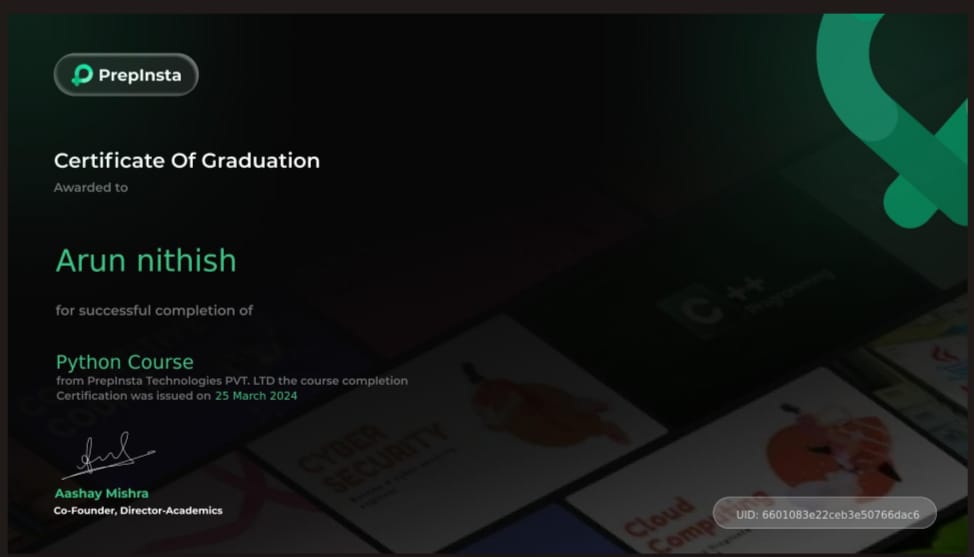 PrepInsta
Certificate Of Graduation
Awarded to
Arun nithish
for successful completion of
Python Course
from PrepInsta Technologies PVT. LTD the course completion
Certification was issued on 25 March 2024
Aashay Mishra
Co-Founder, Director-Academics
C ++
Programming
CYBER
SECURITY
Cloud
Computing
UID: 6601083e22ceb3e50766dac6